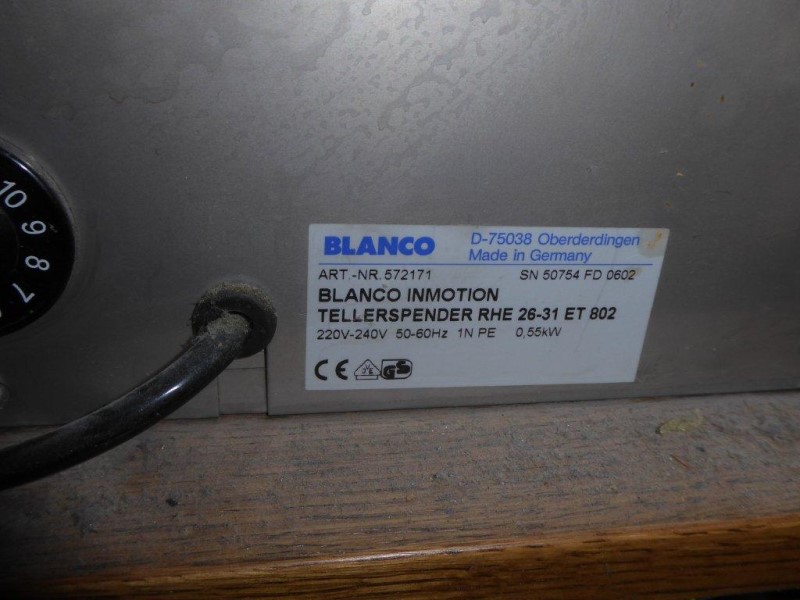 10
9
8
7
BLANCO
D-75038 Oberderdingen
Made in Germany
ART.-NR. 572171 SN 50754 FD 0602
BLANCO INMOTION
TELLERSPENDER RHE 26-31 ET 802
220V-240V 50-60Hz 1N PE 0,55kW
CE GS